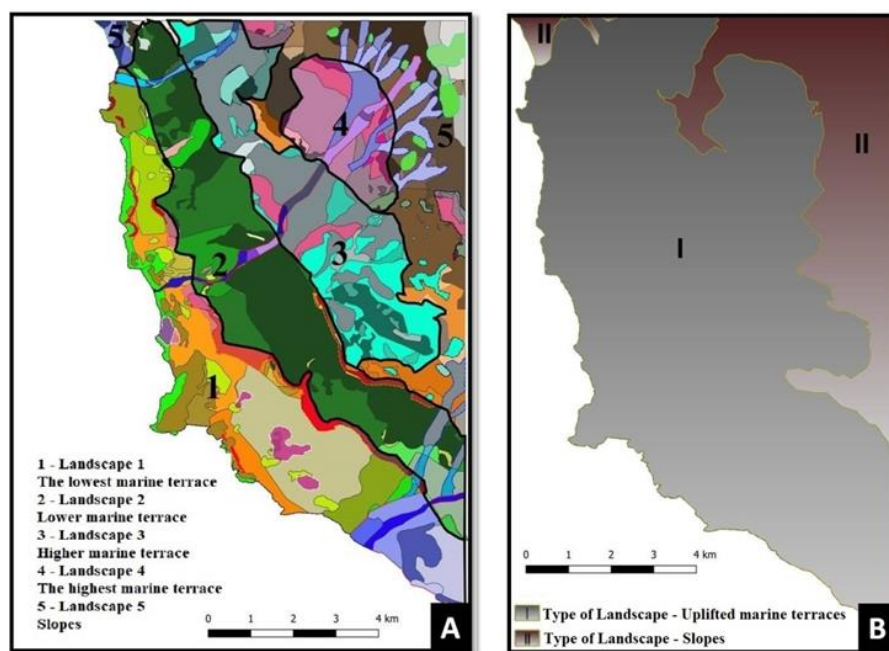 5
4
5
3
2
1
1 - Landscape 1
The lowest marine terrace
2 - Landscape 2
Lower marine terrace
3 - Landscape 3
Higher marine terrace
4 - Landscape 4
The highest marine terrace
5 - Landscape 5
Slopes
0 1 2 3 4 km
A
II
II
I
0 1 2 3 4 km
I Type of Landscape - Uplifted marine terraces
II Type of Landscape - Slopes
B